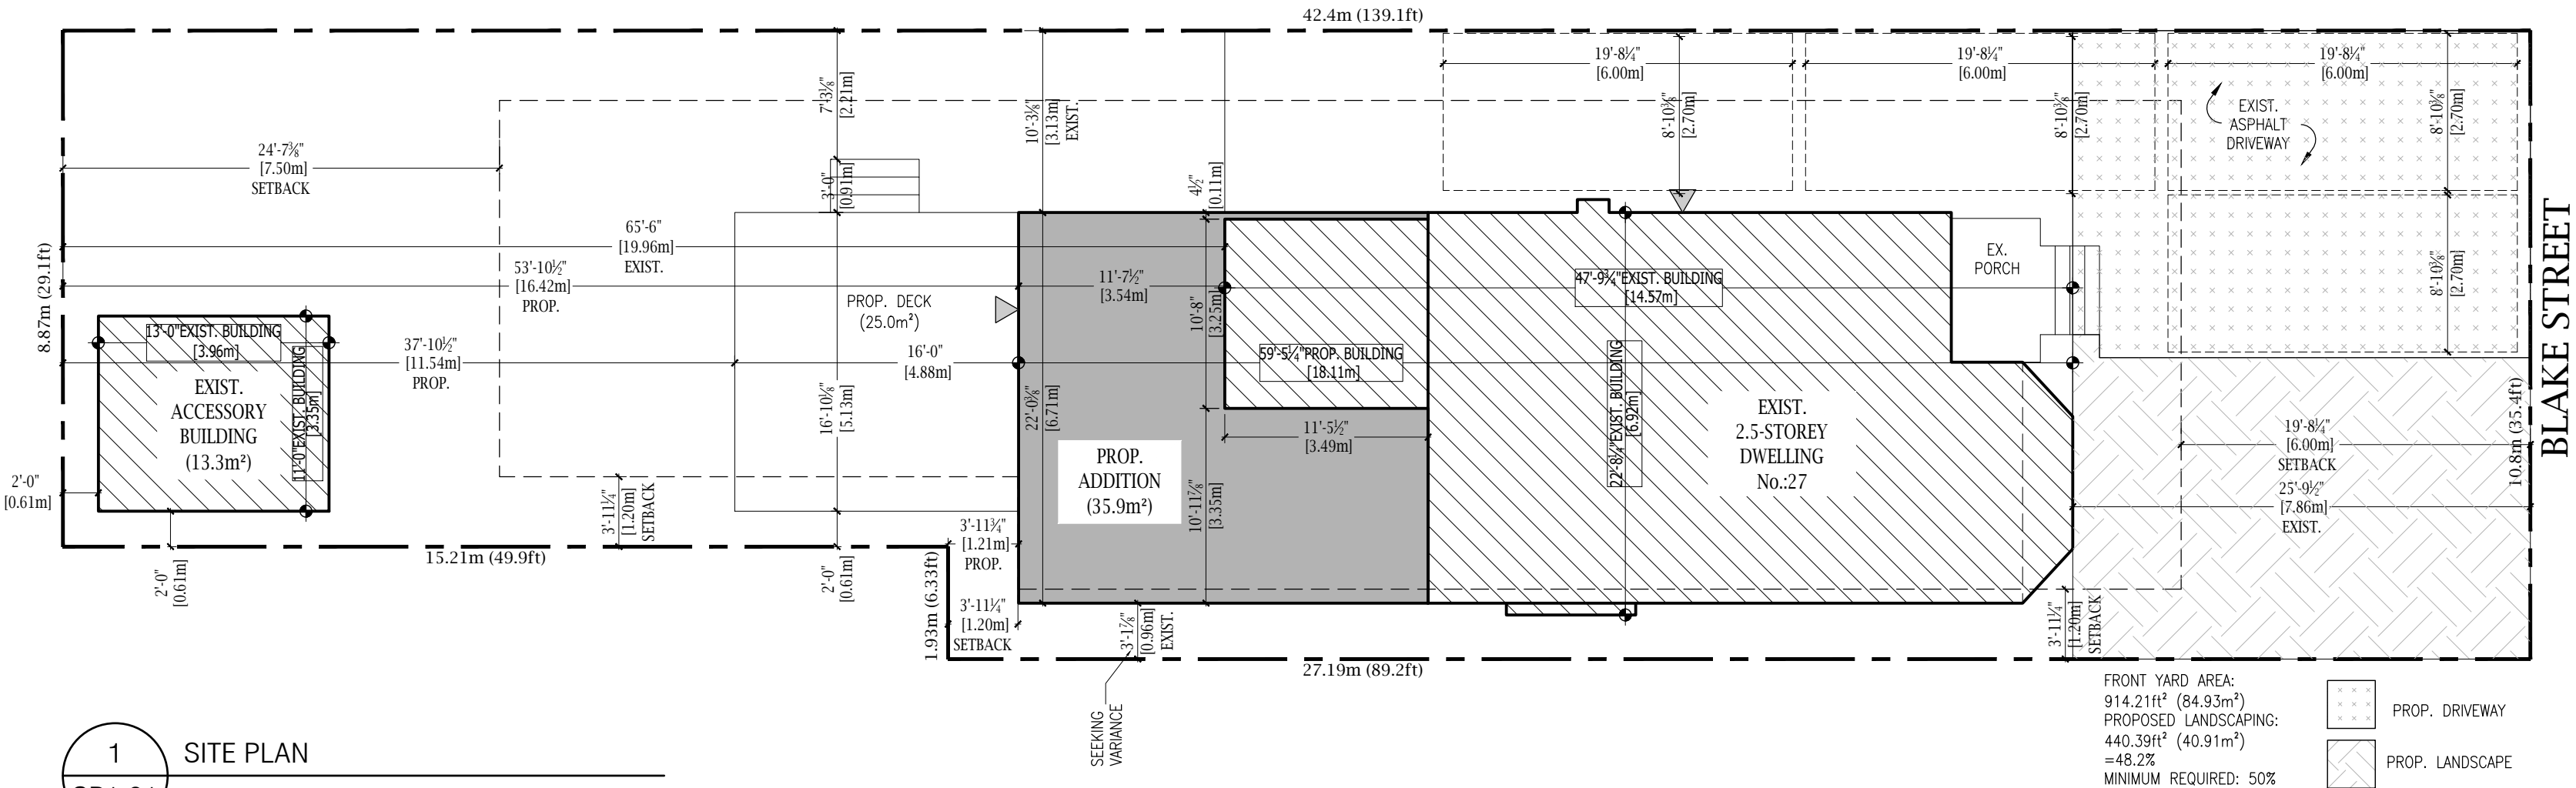 42.4m (139.1ft)
19'-8¼"
[6.00m]
19'-8¼"
[6.00m]
19'-8¼"
[6.00m]
7'-3⅛"
[2.21m]
10'-3⅛"
[3.13m]
EXIST.
8'-10⅜"
[2.70m]
8'-10⅜"
[2.70m]
8'-10⅜"
[2.70m]
EXIST.
ASPHALT
DRIVEWAY
24'-7⅜"
[7.50m]
SETBACK
3'-0"
[0.91m]
4½"
[0.11m]
65'-6"
[19.96m]
EXIST.
53'-10½"
[16.42m]
PROP.
11'-7½"
[3.54m]
47'-9¾"EXIST. BUILDING
[14.57m]
EX.
PORCH
8'-10⅜"
[2.70m]
BLAKE STREET
8.87m (29.1ft)
PROP. DECK
(25.0m²)
10'-8"
[3.25m]
13'-0"EXIST. BUILDING
[3.96m]
11'-0"EXIST. BUILDING
[3.35m]
37'-10½"
[11.54m]
PROP.
16'-0"
[4.88m]
59'-5¼"PROP. BUILDING
[18.11m]
22'-8¼"EXIST. BUILDING
[6.92m]
EXIST.
ACCESSORY
BUILDING
(13.3m²)
16'-10⅛"
[5.13m]
22'-0⅜"
[6.71m]
11'-5½"
[3.49m]
EXIST.
2.5-STOREY
DWELLING
No.:27
19'-8¼"
[6.00m]
SETBACK
25'-9½"
[7.86m]
EXIST.
10.8m (35.4ft)
PROP.
ADDITION
(35.9m²)
10'-11⅞"
[3.35m]
2'-0"
[0.61m]
3'-11¼"
[1.20m]
SETBACK
3'-11¾"
[1.21m]
PROP.
15.21m (49.9ft)
2'-0"
[0.61m]
2'-0"
[0.61m]
1.93m (6.33ft)
3'-11¼"
[1.20m]
SETBACK
3'-1⅞"
[0.96m]
EXIST.
3'-11¼"
[1.20m]
SETBACK
27.19m (89.2ft)
SEEKING
VARIANCE
FRONT YARD AREA:
914.21ft² (84.93m²)
PROPOSED LANDSCAPING:
440.39ft² (40.91m²)
=48.2%
MINIMUM REQUIRED: 50%
PROP. DRIVEWAY
PROP. LANDSCAPE
1
SITE PLAN